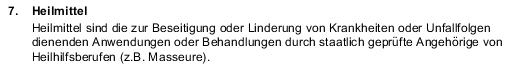 7. Heilmittel
Heilmittel sind die zur Beseitigung oder Linderung von Krankheiten oder Unfallfolgen
dienenden Anwendungen oder Behandlungen durch staatlich geprüfte Angehörige von
Heilhilfsberufen (z.B. Masseure).